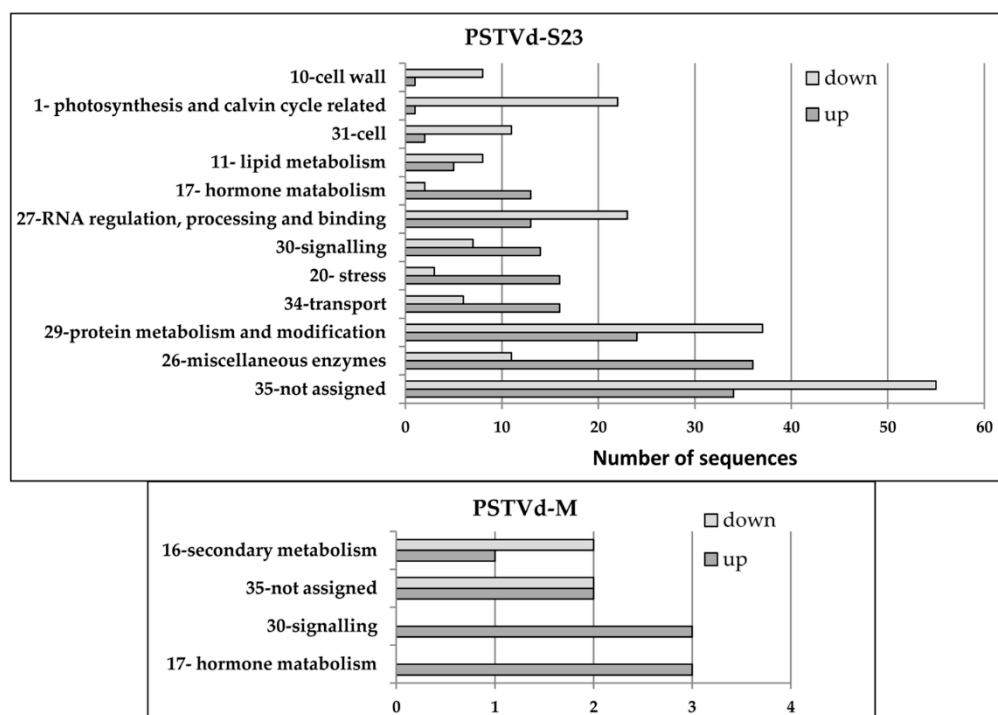 PSTVd-S23
down
up
10-cell wall
1- photosynthesis and calvin cycle related
31-cell
11- lipid metabolism
17- hormone matabolism
27-RNA regulation, processing and binding
30-signalling
20- stress
34-transport
29-protein metabolism and modification
26-miscellaneous enzymes
35-not assigned
0 10 20 30 40 50 60
Number of sequences
PSTVd-M
down
up
16-secondary metabolism
35-not assigned
30-signalling
17- hormone matabolism
0 1 2 3 4